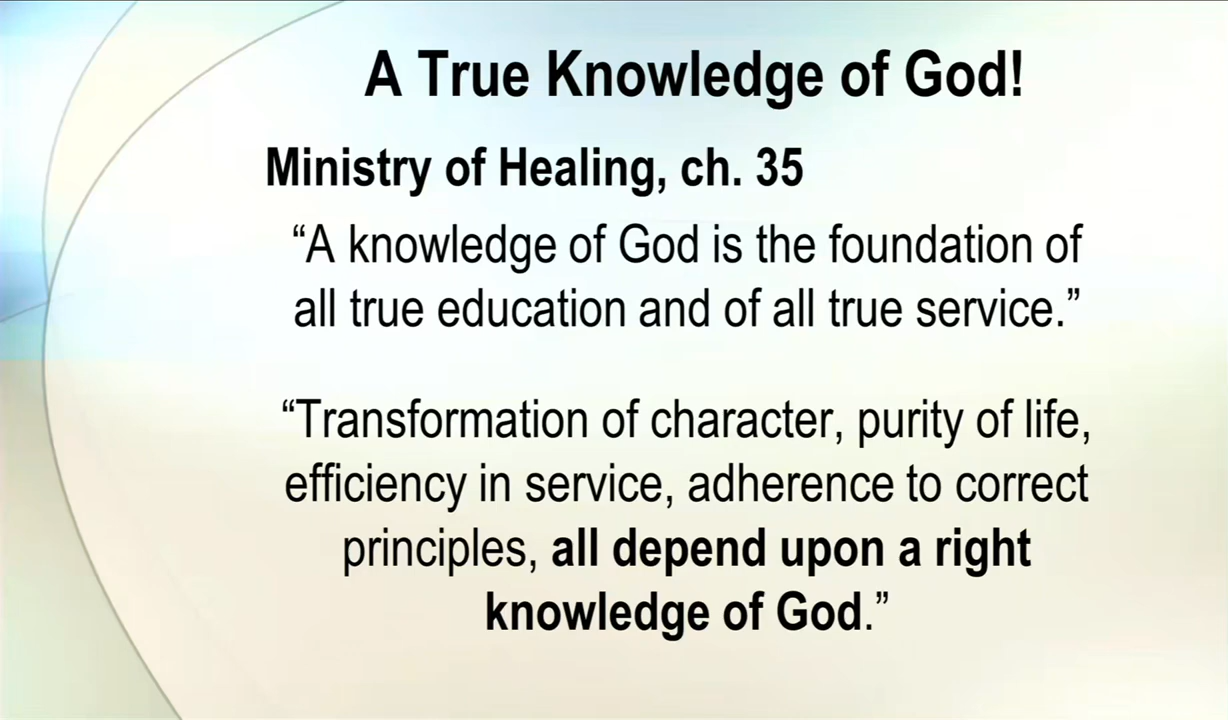 A True Knowledge of God!
Ministry of Healing, ch. 35
“A knowledge of God is the foundation of
all true education and of all true service.”
“Transformation of character, purity of life,
efficiency in service, adherence to correct
principles, all depend upon a right
knowledge of God.”